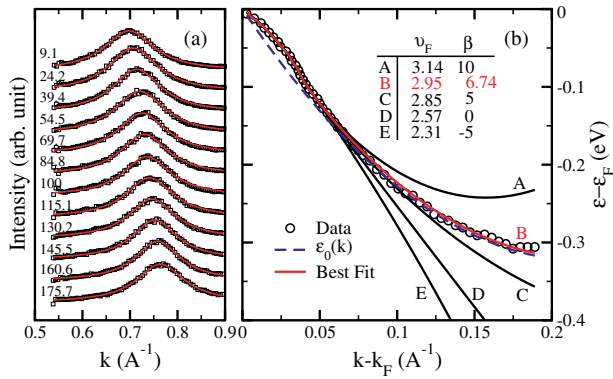 (a)
9.1
24.2
39.4
54.5
69.7
84.8
100
115.1
130.2
145.5
160.6
175.7
Intensity (arb. unit)
0.5 0.6 0.7 0.8 0.9
k (A⁻¹)
(b)
υ_F β
A 3.14 10
B 2.95 6.74
C 2.85 5
D 2.57 0
E 2.31 -5
Data
ε₀(k)
Best Fit
A
B
C
D
E
0
-0.1
-0.2
-0.3
-0.4
ε−ε_F (eV)
0 0.05 0.1 0.15 0.2
k-k_F (A⁻¹)